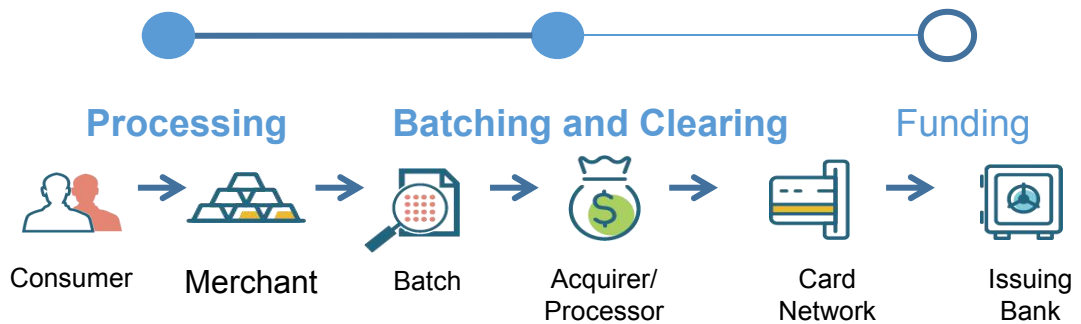 Processing
Batching and Clearing
Funding
$
Consumer
Merchant
Batch
Acquirer/
Processor
Card
Network
Issuing
Bank